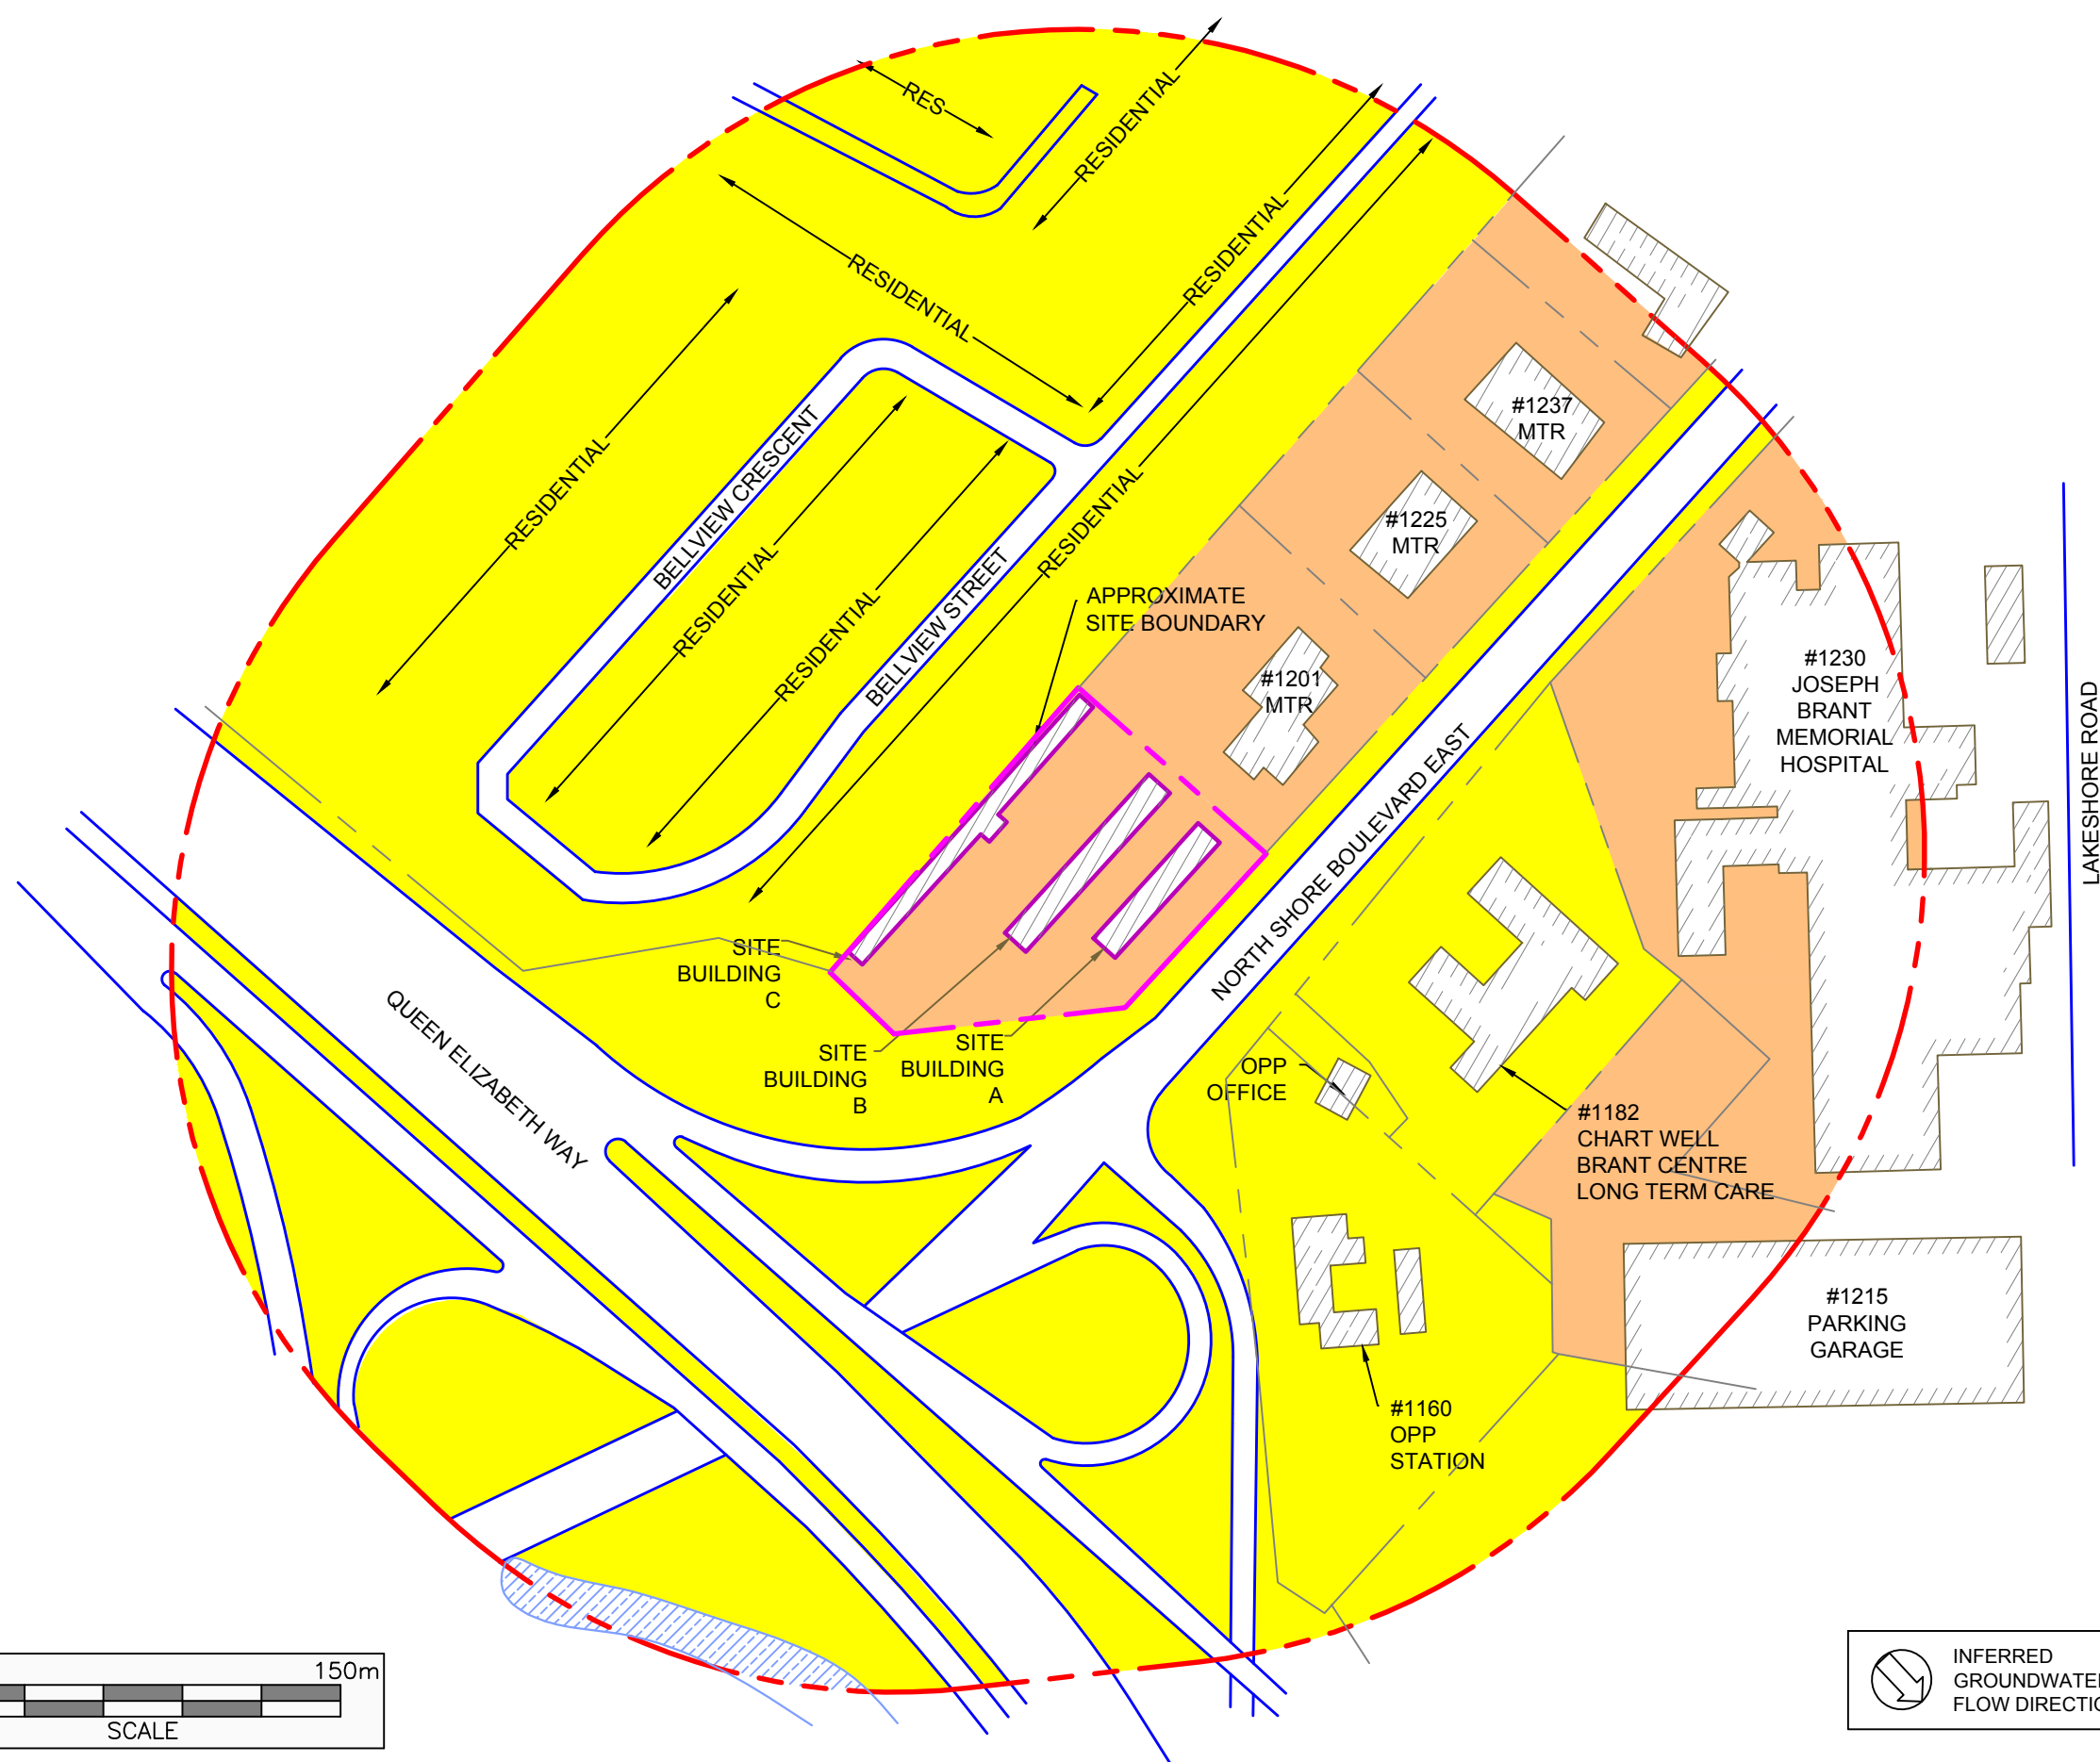 RES
RESIDENTIAL
RESIDENTIAL
RESIDENTIAL
RESIDENTIAL
BELLVIEW CRESCENT
RESIDENTIAL
RESIDENTIAL
BELLVIEW STREET
RESIDENTIAL
#1237
MTR
#1225
MTR
#1201
MTR
APPROXIMATE
SITE BOUNDARY
#1230
JOSEPH
BRANT
MEMORIAL
HOSPITAL
LAKESHORE ROAD
NORTH SHORE BOULEVARD EAST
SITE
BUILDING
C
SITE
BUILDING
B
SITE
BUILDING
A
QUEEN ELIZABETH WAY
OPP
OFFICE
#1182
CHART WELL
BRANT CENTRE
LONG TERM CARE
#1215
PARKING
GARAGE
#1160
OPP
STATION
150m
SCALE
INFERRED